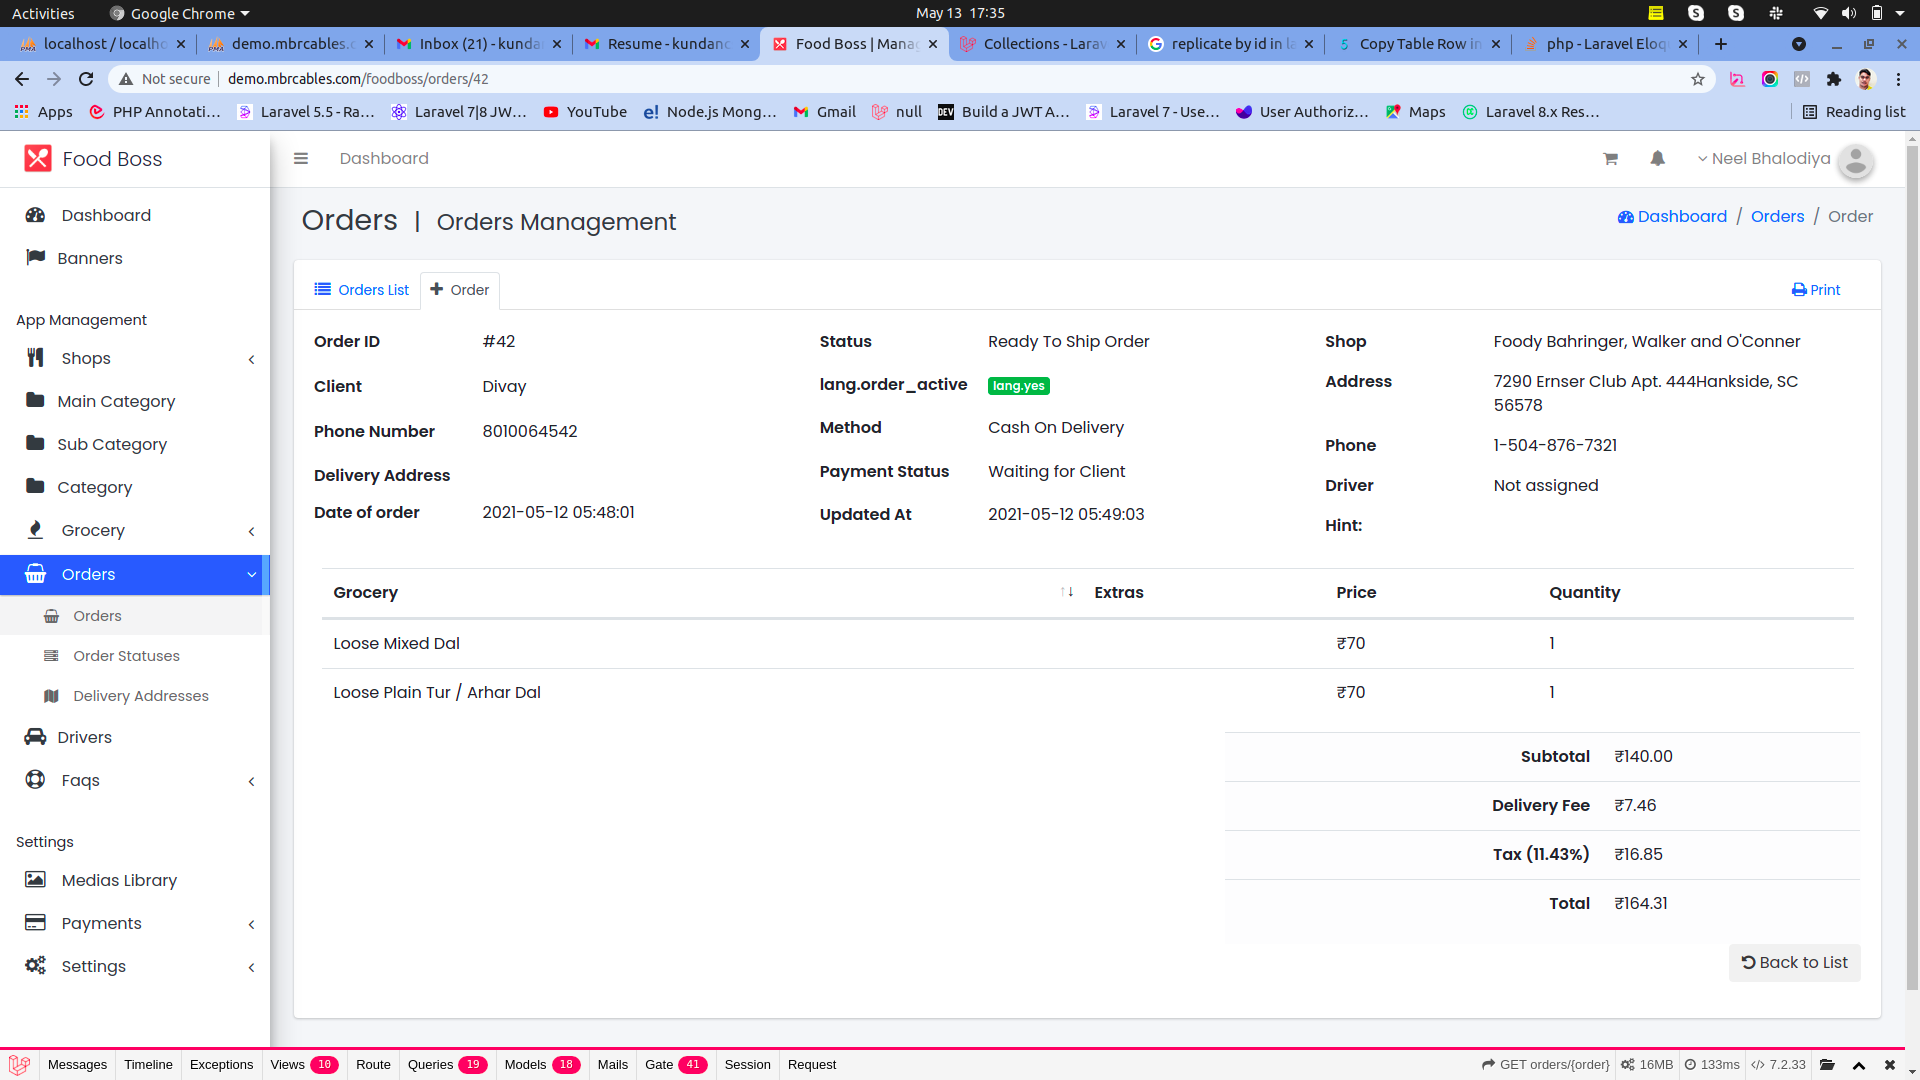 Activities
Google Chrome
May 13 17:35
localhost / localho
demo.mbrcables.c
Inbox (21) - kunda
Resume - kundanc
Food Boss | Mana
Collections - Larav
replicate by id in la
Copy Table Row in
php - Laravel Eloq
Not secure
demo.mbrcables.com/foodboss/orders/42
Apps
PHP Annotati...
Laravel 5.5 - Ra...
Laravel 7|8 JW...
YouTube
Node.js Mong...
Gmail
null
Build a JWT A...
Laravel 7 - Use...
User Authoriz...
Maps
Laravel 8.x Res...
Reading list
Food Boss
Dashboard
Neel Bhalodiya
Dashboard
Banners
App Management
Shops
Main Category
Sub Category
Category
Grocery
Orders
Orders
Order Statuses
Delivery Addresses
Drivers
Faqs
Settings
Medias Library
Payments
Settings
Orders | Orders Management
Dashboard / Orders / Order
Orders List
Order
Print
Order ID #42
Client Divay
Phone Number 8010064542
Delivery Address
Date of order 2021-05-12 05:48:01
Status Ready To Ship Order
lang.order_active lang.yes
Method Cash On Delivery
Payment Status Waiting for Client
Updated At 2021-05-12 05:49:03
Shop Foody Bahringer, Walker and O'Conner
Address 7290 Ernser Club Apt. 444Hankside, SC
56578
Phone 1-504-876-7321
Driver Not assigned
Hint:
Grocery Extras Price Quantity
Loose Mixed Dal ₹70 1
Loose Plain Tur / Arhar Dal ₹70 1
Subtotal ₹140.00
Delivery Fee ₹7.46
Tax (11.43%) ₹16.85
Total ₹164.31
Back to List
Messages
Timeline
Exceptions
Views 10
Route
Queries 19
Models 18
Mails
Gate 41
Session
Request
GET orders/{order}
16MB
133ms
7.2.33